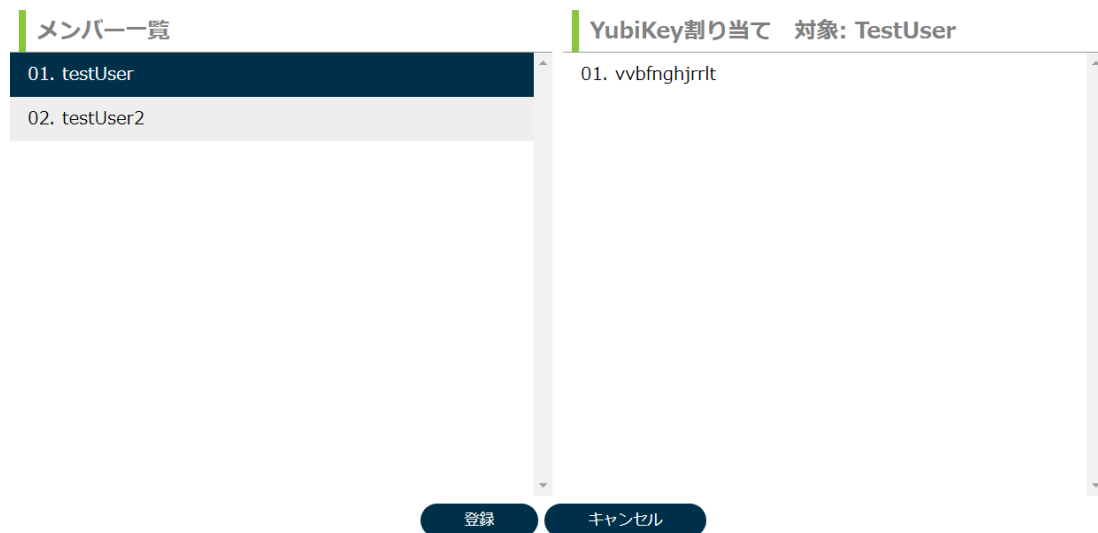 メンバー一覧
01. testUser
02. testUser2
YubiKey割り当て　対象: TestUser
01. vvbfnghjrrlt
登録
キャンセル